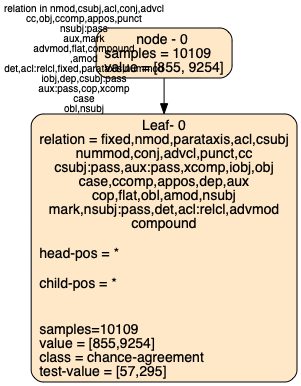 relation in nmod,csubj,acl,conj,advcl
cc,obj,ccomp,appos,punct
nsubj:pass
aux,mark
advmod,flat,compound
,amod
det,acl:relcl,fixed,parataxis
iobj,dep,csubj:pass
aux:pass,cop,xcomp
case
obl,nsubj
node - 0
samples = 10109
value = [855, 9254]
Leaf- 0
relation = fixed,nmod,parataxis,acl,csubj
nummod,conj,advcl,punct,cc
csubj:pass,aux:pass,xcomp,iobj,obj
case,ccomp,appos,dep,aux
cop,flat,obl,amod,nsubj
mark,nsubj:pass,det,acl:relcl,advmod
compound
head-pos = *
child-pos = *
samples=10109
value = [855,9254]
class = chance-agreement
test-value = [57,295]